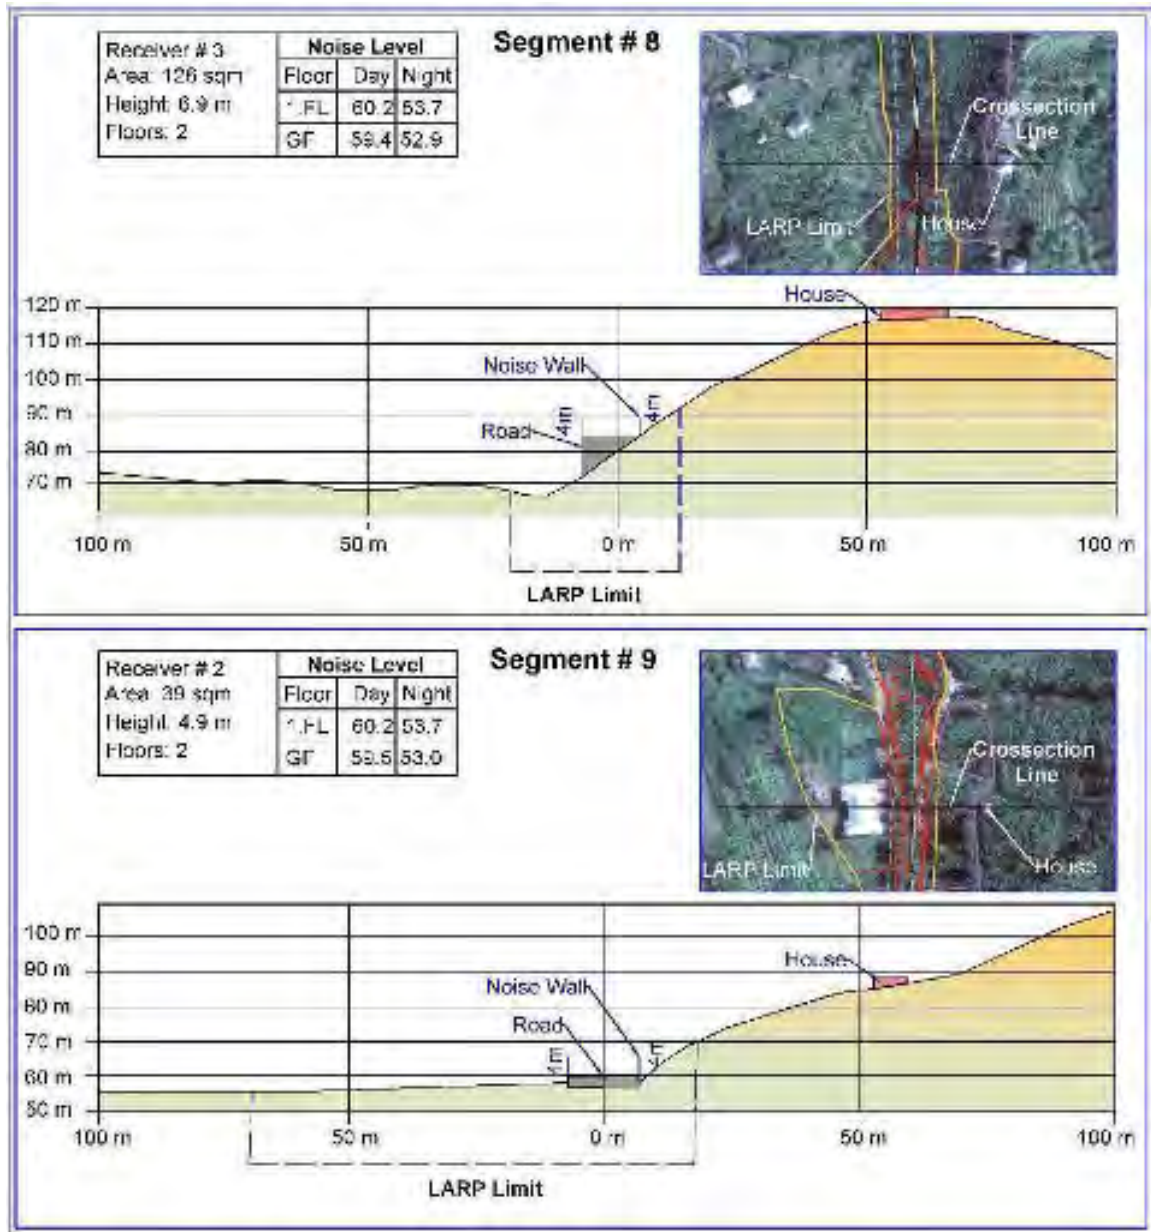 Segment # 8
Receiver # 3
Area: 126 sqm
Height: 6.9 m
Floors: 2
Noise Level
Floor Day Night
1.FL 60.2 53.7
GF 59.4 52.9
Crossection
Line
LARP Limit
House
120 m
110 m
100 m
90 m
80 m
70 m
House
Noise Walk
4m
4m
Road
100 m 50 m 0 m 50 m 100 m
LARP Limit
Segment # 9
Receiver # 2
Area: 39 sqm
Height: 4.9 m
Floors: 2
Noise Level
Floor Day Night
1.FL 60.2 53.7
GF 59.5 53.0
Crossection
Line
LARP Limit
House
100 m
90 m
80 m
70 m
60 m
50 m
House
Noise Walk
Road
4m
4m
100 m 50 m 0 m 50 m 100 m
LARP Limit